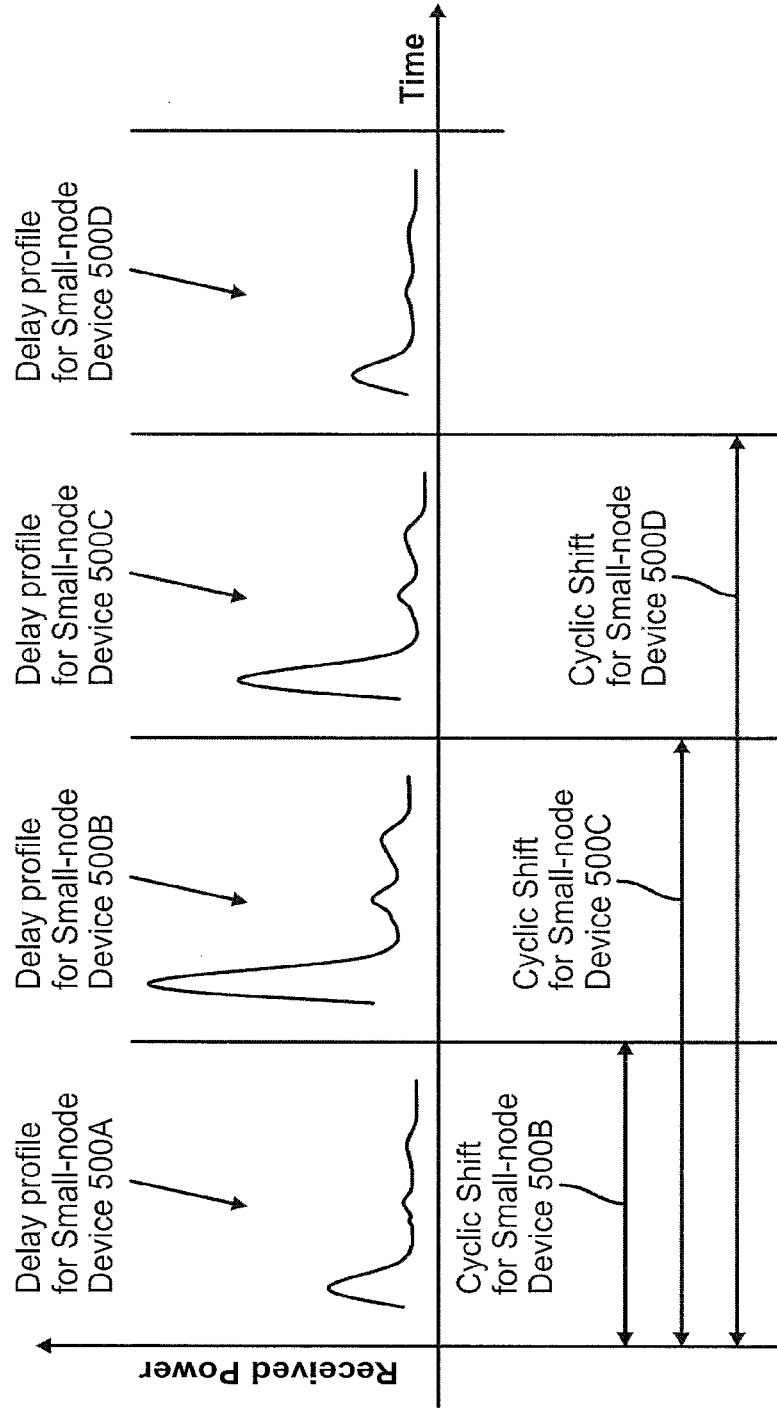 Delay profile
for Small-node
Device 500A
Delay profile
for Small-node
Device 500B
Delay profile
for Small-node
Device 500C
Delay profile
for Small-node
Device 500D
Received Power
Time
Cyclic Shift
for Small-node
Device 500B
Cyclic Shift
for Small-node
Device 500C
Cyclic Shift
for Small-node
Device 500D